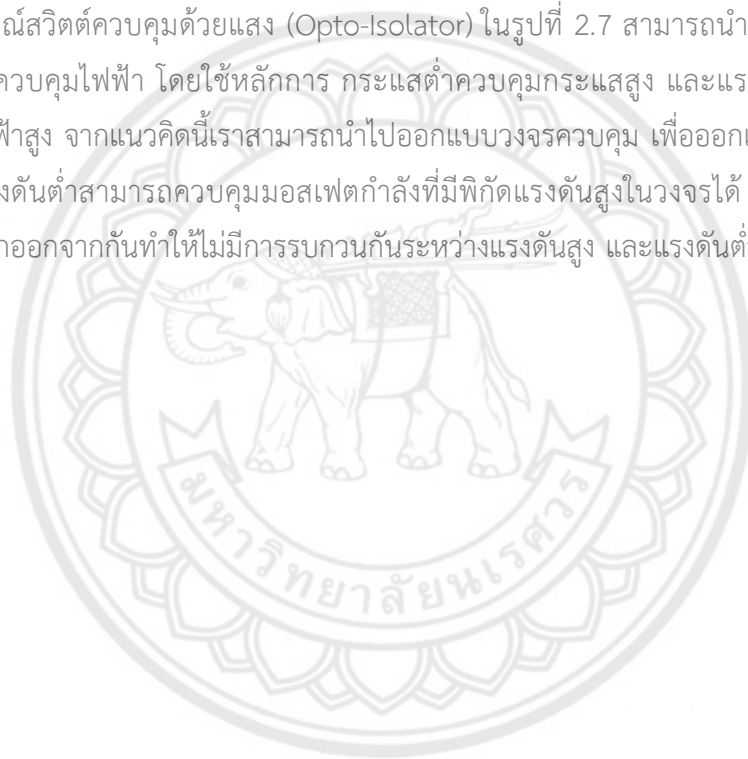 ณ์สวิตต์ควบคุมด้วยแสง (Opto-Isolator) ในรูปที่ 2.7 สามารถนำ
ควบคุมไฟฟ้า โดยใช้หลักการ กระแสต่ำควบคุมกระแสสูง และแร
ฟ้าสูง จากแนวคิดนี้เราสามารถนำไปออกแบบวงจรควบคุม เพื่อออกแ
งดันต่ำสามารถควบคุมมอสเฟตกำลังที่มีพิกัดแรงดันสูงในวงจรได้
กออกจากกันทำให้ไม่มีการรบกวนกันระหว่างแรงดันสูง และแรงดันต่ำ
มหาวิทยาลัยนเรศวร